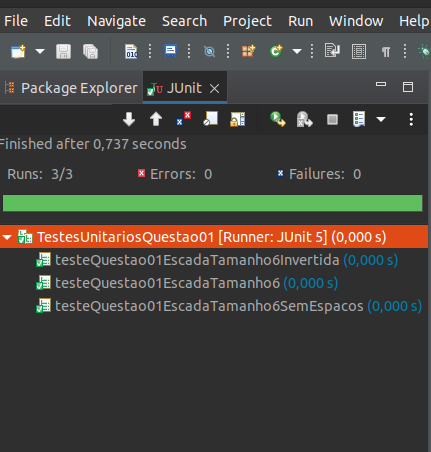 File Edit Navigate Search Project Run Window Help
010
Package Explorer JUnit
Finished after 0,737 seconds
Runs: 3/3 Errors: 0 Failures: 0
TestesUnitariosQuestao01 [Runner: JUnit 5] (0,000 s)
testeQuestao01EscadaTamanho6Invertida (0,000 s)
testeQuestao01EscadaTamanho6 (0,000 s)
testeQuestao01EscadaTamanho6SemEspacos (0,000 s)